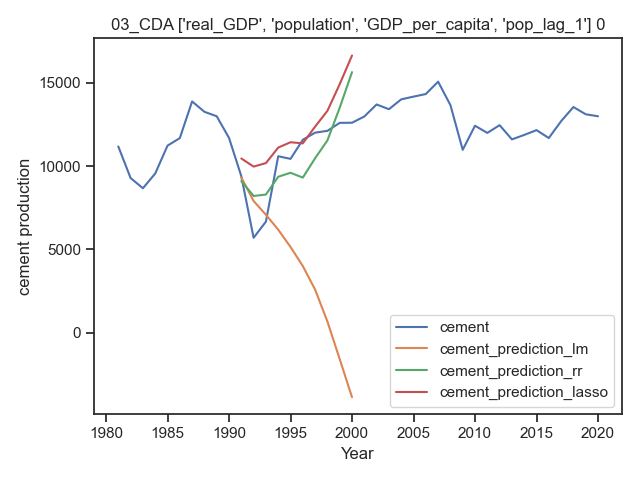 03_CDA ['real_GDP', 'population', 'GDP_per_capita', 'pop_lag_1'] 0
cement production
15000
10000
5000
0
cement
cement_prediction_lm
cement_prediction_rr
cement_prediction_lasso
1980 1985 1990 1995 2000 2005 2010 2015 2020
Year